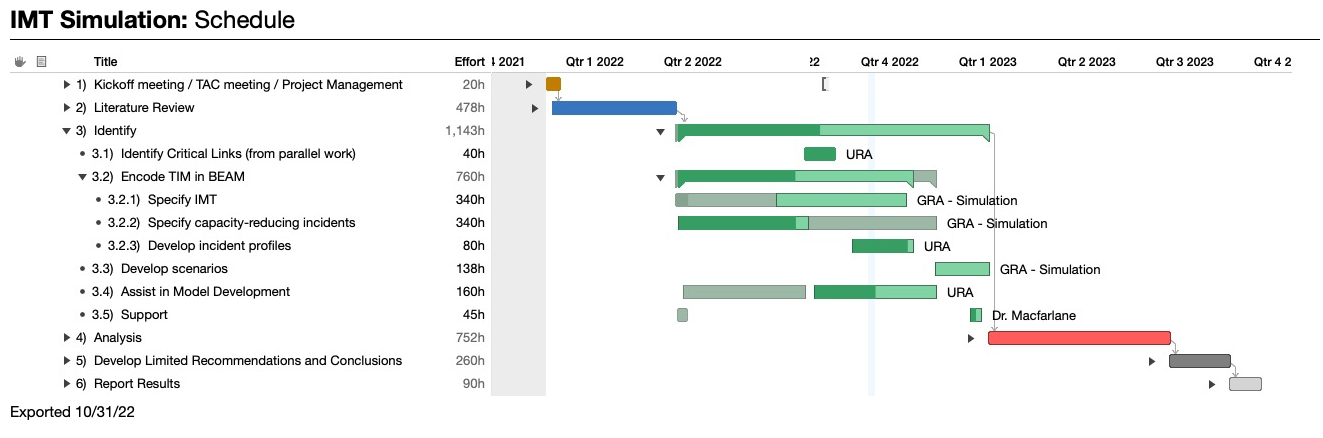 IMT Simulation: Schedule
Title Effort 2021 Qtr 1 2022 Qtr 2 2022 22 Qtr 4 2022 Qtr 1 2023 Qtr 2 2023 Qtr 3 2023 Qtr 4 2
1) Kickoff meeting / TAC meeting / Project Management 20h
2) Literature Review 478h
3) Identify 1,143h
3.1) Identify Critical Links (from parallel work) 40h URA
3.2) Encode TIM in BEAM 760h
3.2.1) Specify IMT 340h GRA - Simulation
3.2.2) Specify capacity-reducing incidents 340h GRA - Simulation
3.2.3) Develop incident profiles 80h URA
3.3) Develop scenarios 138h GRA - Simulation
3.4) Assist in Model Development 160h URA
3.5) Support 45h Dr. Macfarlane
4) Analysis 752h
5) Develop Limited Recommendations and Conclusions 260h
6) Report Results 90h
Exported 10/31/22